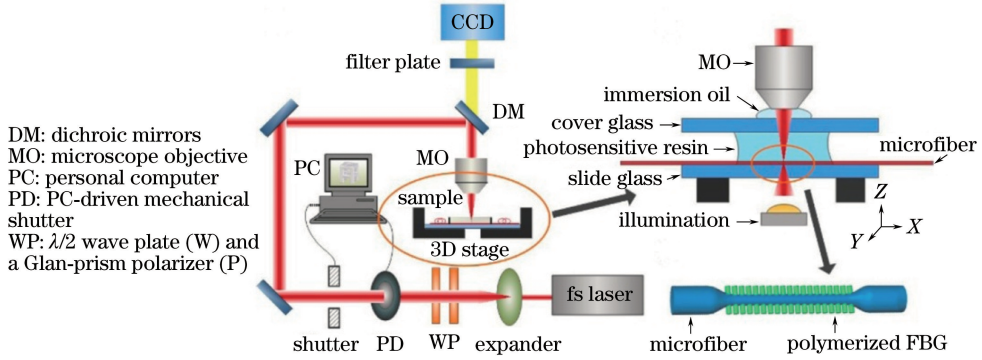 DM: dichroic mirrors
MO: microscope objective
PC: personal computer
PD: PC-driven mechanical
shutter
WP: λ/2 wave plate (W) and
a Glan-prism polarizer (P)
CCD
filter plate
DM
PC
MO
sample
3D stage
fs laser
shutter
PD
WP
expander
MO
immersion oil
cover glass
photosensitive resin
microfiber
slide glass
illumination
Z
Y
X
microfiber
polymerized FBG